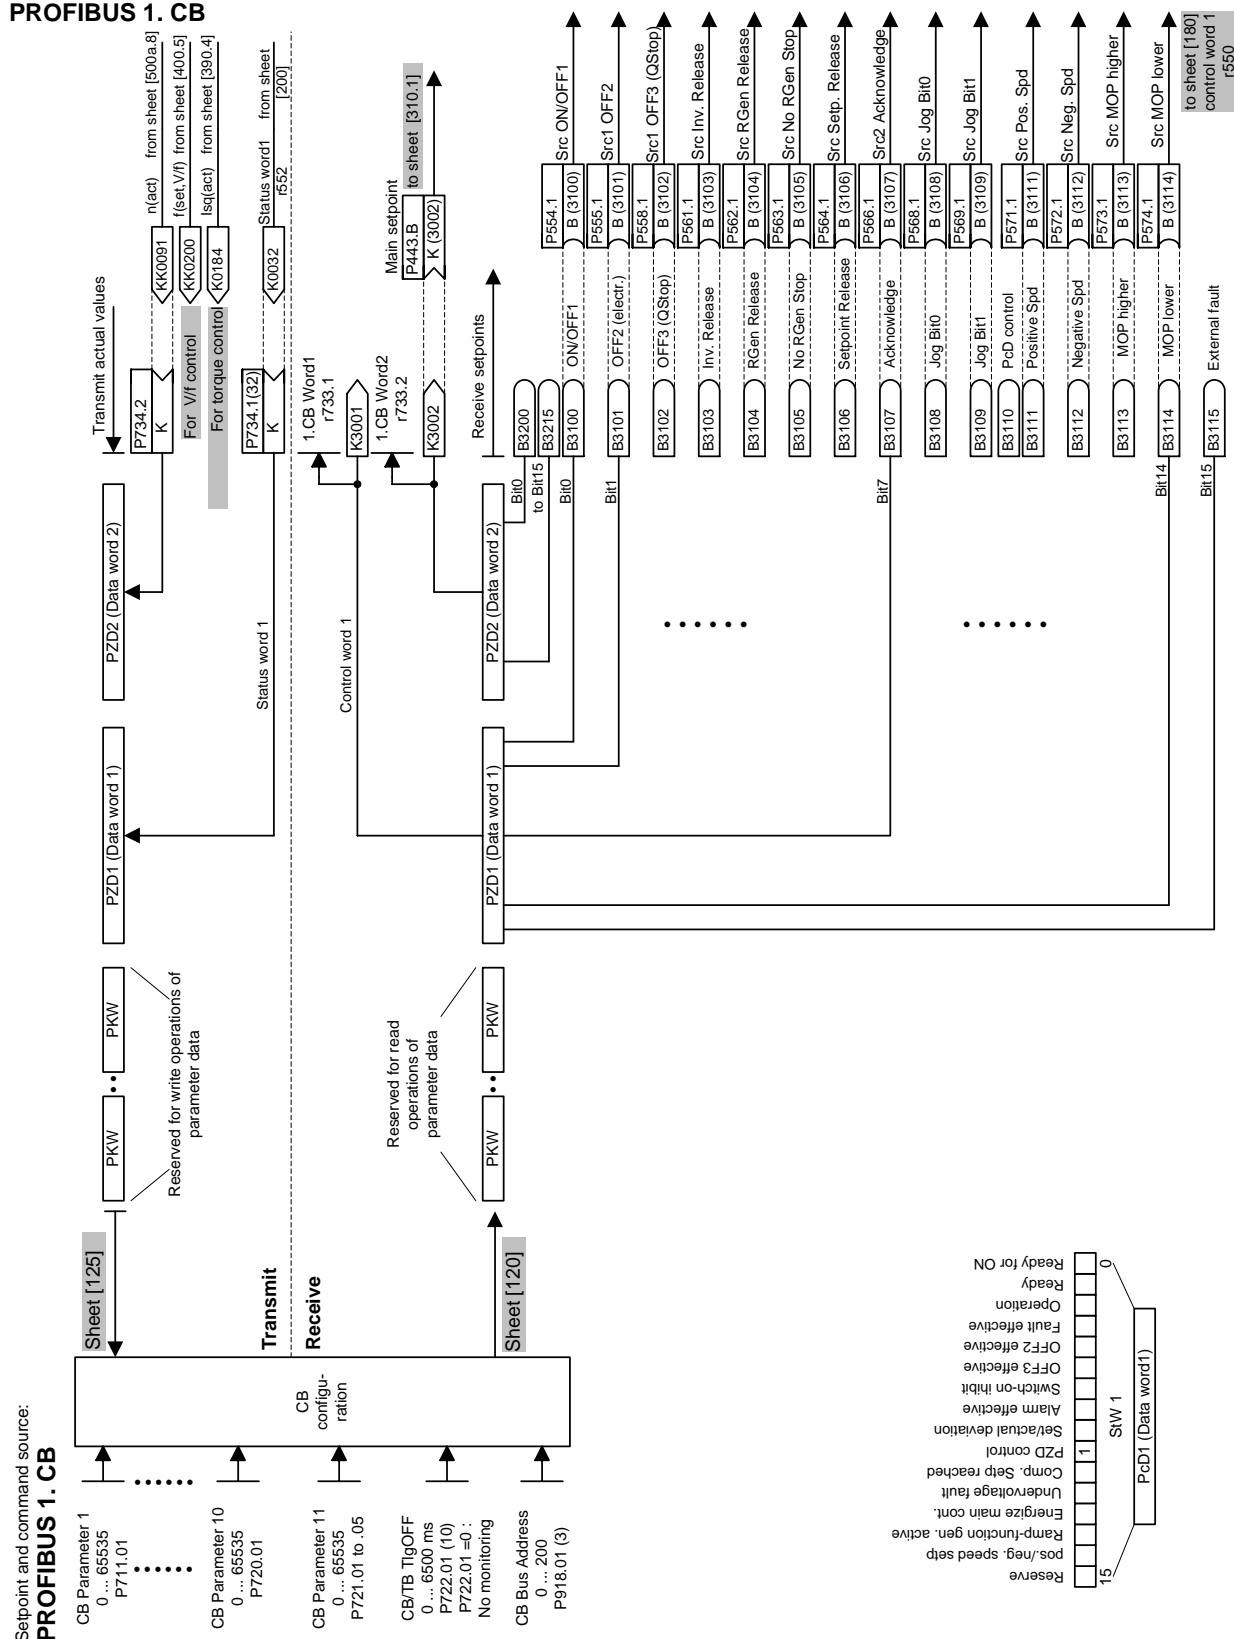 PROFIBUS 1. CB
Setpoint and command source:
PROFIBUS 1. CB
CB Parameter 1
0 ... 65535
P711.01
CB Parameter 10
0 ... 65535
P720.01
CB Parameter 11
0 ... 65535
P721.01 to .05
CB/TB TlgOFF
0 ... 6500 ms
P722.01 (10)
P722.01 =0 :
No monitoring
CB Bus Address
0 ... 200
P918.01 (3)
CB
configu-
ration
Sheet [125]
Transmit
Receive
Sheet [120]
PKW
PKW
Reserved for write operations of
parameter data
PZD1 (Data word 1)
PZD2 (Data word 2)
Transmit actual values
P734.2
K
KK0091
n(act) from sheet [500a.8]
For V/f control
KK0200
f(set,V/f) from sheet [400.5]
For torque control
K0184
Isq(act) from sheet [390.4]
Status word 1
P734.1(32)
K
K0032
Status word1 from sheet
r552 [200]
Control word 1
1.CB Word1
r733.1
K3001
1.CB Word2
r733.2
K3002
Main setpoint
P443.B
K (3002)
to sheet [310.1]
PKW
PKW
Reserved for read
operations of
parameter data
PZD1 (Data word 1)
PZD2 (Data word 2)
Receive setpoints
Bit0
B3200
to Bit15
B3215
Bit0
B3100
ON/OFF1
P554.1
B (3100)
Src ON/OFF1
Bit1
B3101
OFF2 (electr.)
P555.1
B (3101)
Src1 OFF2
B3102
OFF3 (QStop)
P558.1
B (3102)
Src1 OFF3 (QStop)
B3103
Inv. Release
P561.1
B (3103)
Src Inv. Release
B3104
RGen Release
P562.1
B (3104)
Src RGen Release
B3105
No RGen Stop
P563.1
B (3105)
Src No RGen Stop
B3106
Setpoint Release
P564.1
B (3106)
Src Setp. Release
Bit7
B3107
Acknowledge
P566.1
B (3107)
Src2 Acknowledge
B3108
Jog Bit0
P568.1
B (3108)
Src Jog Bit0
B3109
Jog Bit1
P569.1
B (3109)
Src Jog Bit1
B3110
PcD control
B3111
Positive Spd
P571.1
B (3111)
Src Pos. Spd
B3112
Negative Spd
P572.1
B (3112)
Src Neg. Spd
B3113
MOP higher
P573.1
B (3113)
Src MOP higher
Bit14
B3114
MOP lower
P574.1
B (3114)
Src MOP lower
Bit15
B3115
External fault
to sheet [180]
control word 1
r550
Ready for ON
Ready
Operation
Fault effective
OFF2 effective
OFF3 effective
Switch-on inhibit
Alarm effective
Set/actual deviation
PZD control
Comp. Setp reached
Undervoltage fault
Energize main cont.
Ramp-function gen. active
pos./neg. speed setp
Reserve
1
15
StW 1
0
PcD1 (Data word1)